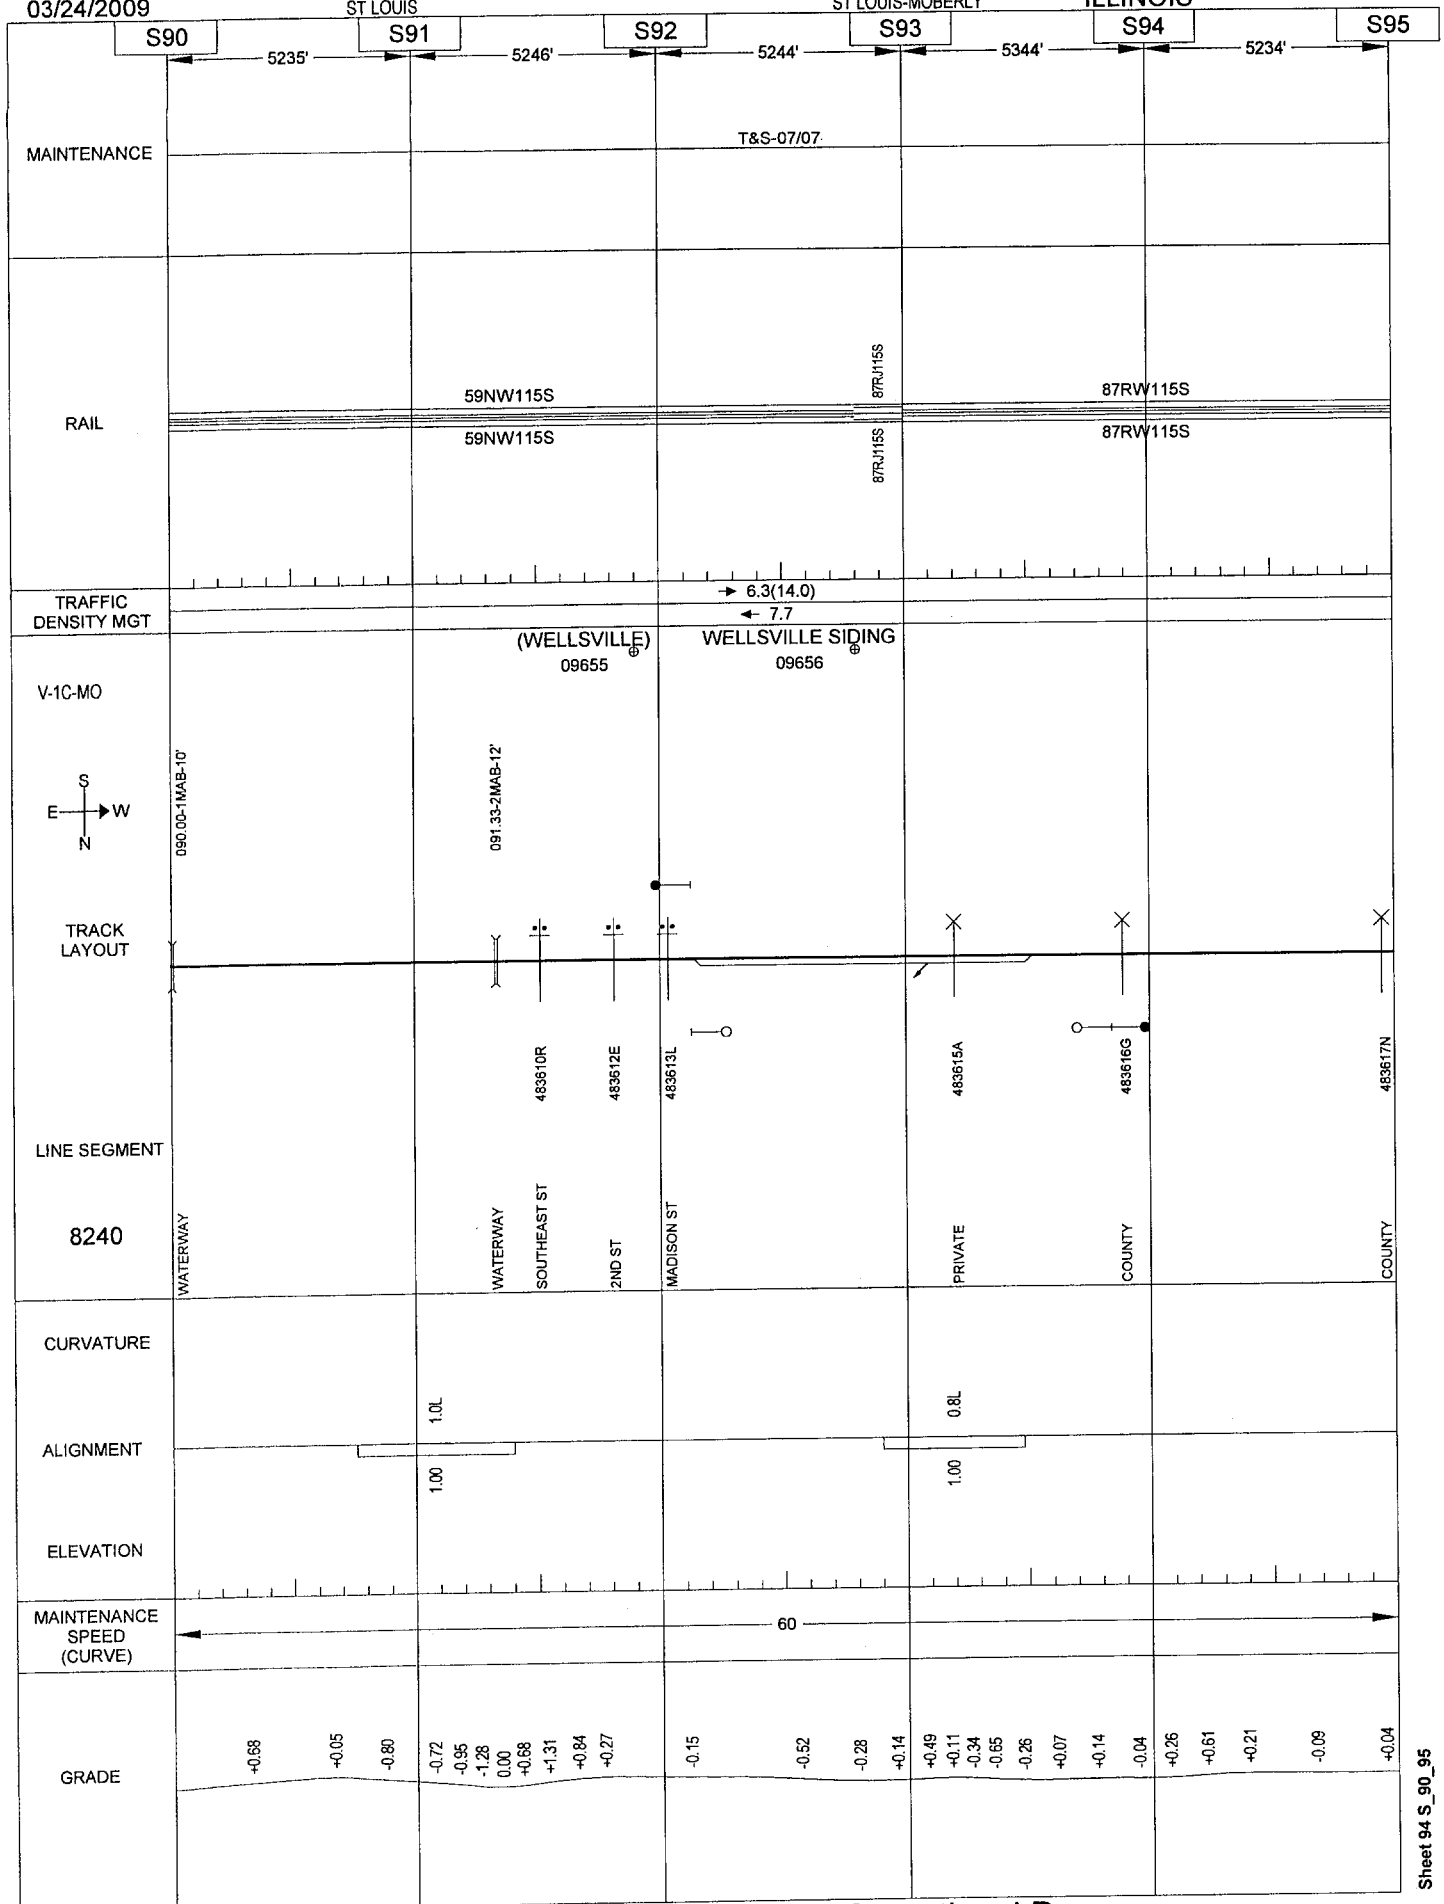 03/24/2009 ST LOUIS ST LOUIS-MOBERLY ILLINOIS
S90 S91 S92 S93 S94 S95
5235' 5246' 5244' 5344' 5234'
MAINTENANCE
T&S-07/07
RAIL
59NW115S
59NW115S
87RJ115S
87RJ115S
87RW115S
87RW115S
TRAFFIC
DENSITY MGT
6.3(14.0)
7.7
(WELLSVILLE)
09655
WELLSVILLE SIDING
09656
V-1C-MO
S
E W
N
090.00-1MAB-10'
091.33-2MAB-12'
TRACK
LAYOUT
483610R
483612E
483613L
483615A
483616G
483617N
LINE SEGMENT
8240
WATERWAY
WATERWAY
SOUTHEAST ST
2ND ST
MADISON ST
PRIVATE
COUNTY
COUNTY
CURVATURE
1.0L
0.8L
ALIGNMENT
1.00
1.00
ELEVATION
MAINTENANCE
SPEED
(CURVE)
60
GRADE
+0.68
+0.05
-0.80
-0.72
-0.95
-1.28
0.00
+0.68
+1.31
+0.84
+0.27
-0.15
-0.52
-0.28
+0.14
+0.49
+0.11
-0.34
-0.65
-0.26
+0.07
+0.14
-0.04
+0.26
+0.61
+0.21
-0.09
+0.04
Sheet 94 S_90_95